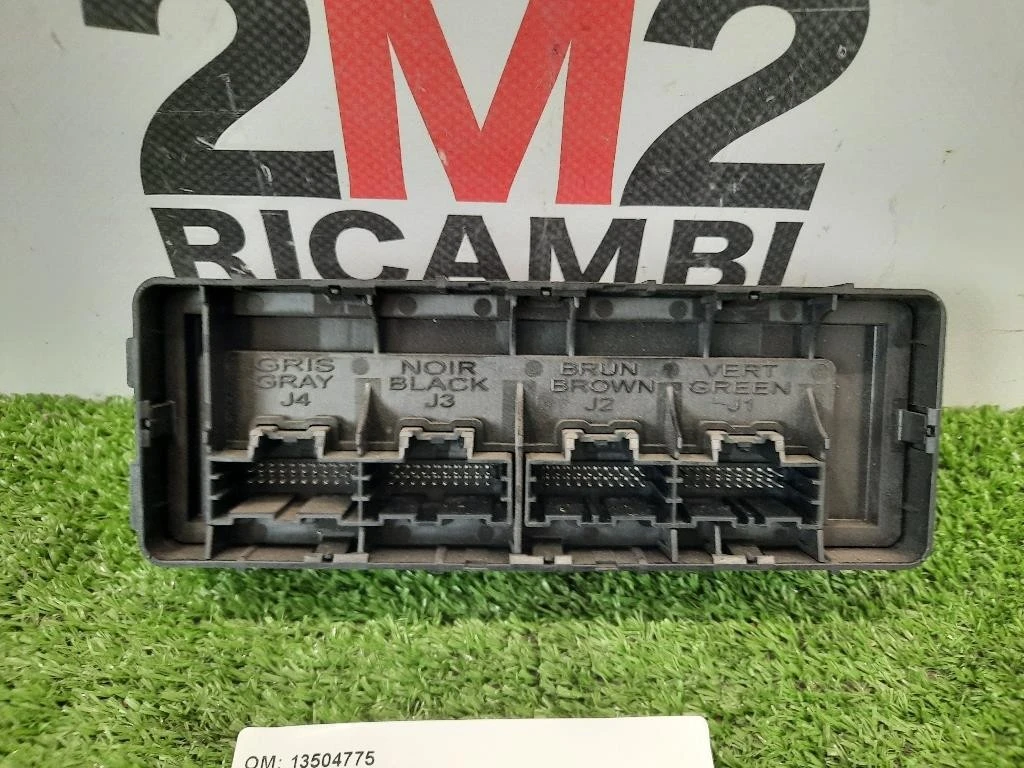 2M2
RICAMBI
GRIS
GRAY
J4
NOIR
BLACK
J3
BRUN
BROWN
J2
VERT
GREEN
J1
OM: 13504775